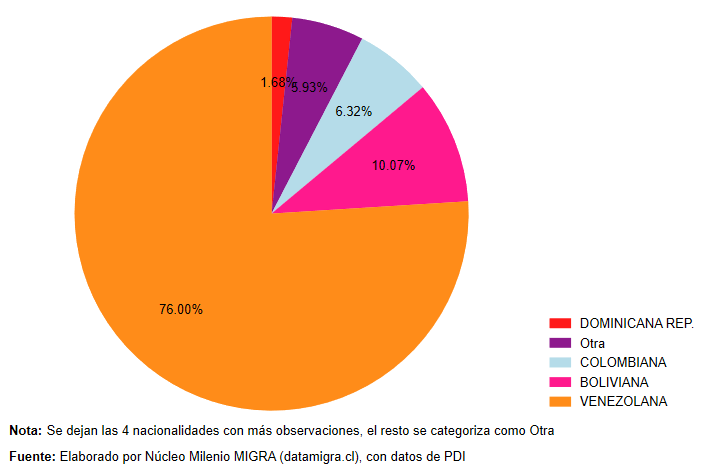 1.68%
5.93%
6.32%
10.07%
76.00%
DOMINICANA REP.
Otra
COLOMBIANA
BOLIVIANA
VENEZOLANA
Nota: Se dejan las 4 nacionalidades con más observaciones, el resto se categoriza como Otra
Fuente: Elaborado por Núcleo Milenio MIGRA (datamigra.cl), con datos de PDI